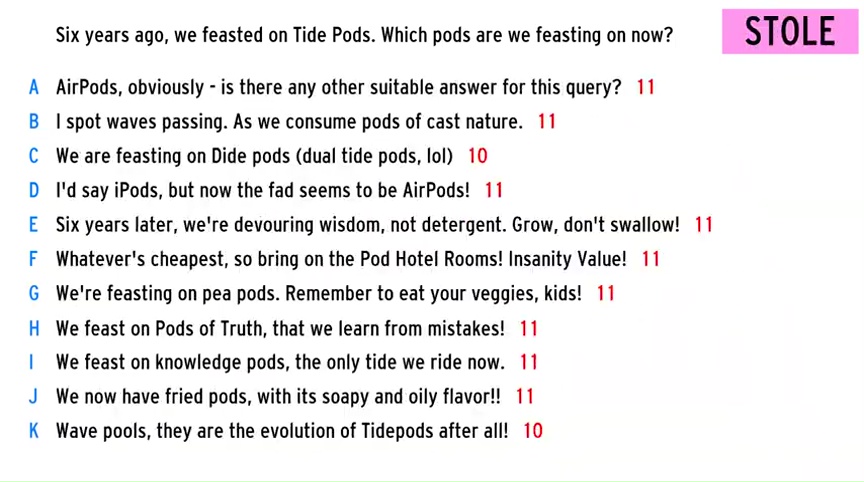 Six years ago, we feasted on Tide Pods. Which pods are we feasting on now?
STOLE
A AirPods, obviously - is there any other suitable answer for this query? 11
B I spot waves passing. As we consume pods of cast nature. 11
C We are feasting on Dide pods (dual tide pods, lol) 10
D I'd say iPods, but now the fad seems to be AirPods! 11
E Six years later, we're devouring wisdom, not detergent. Grow, don't swallow! 11
F Whatever's cheapest, so bring on the Pod Hotel Rooms! Insanity Value! 11
G We're feasting on pea pods. Remember to eat your veggies, kids! 11
H We feast on Pods of Truth, that we learn from mistakes! 11
I We feast on knowledge pods, the only tide we ride now. 11
J We now have fried pods, with its soapy and oily flavor!! 11
K Wave pools, they are the evolution of Tidepods after all! 10